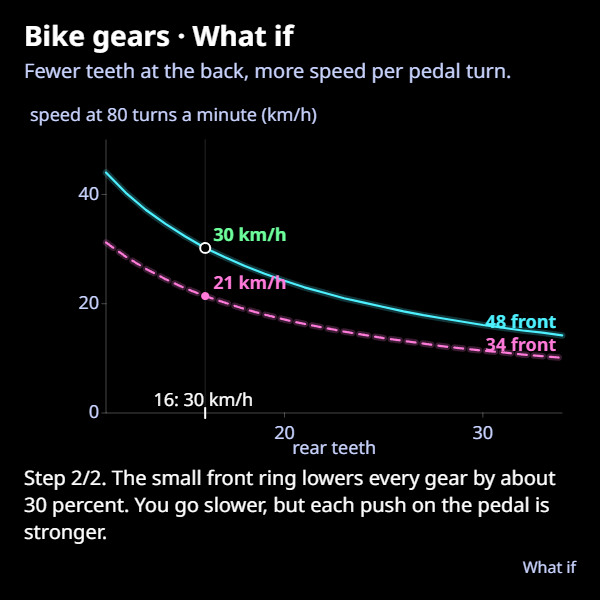 Bike gears · What if
Fewer teeth at the back, more speed per pedal turn.
speed at 80 turns a minute (km/h)
40
30 km/h
21 km/h
20
48 front
34 front
16: 30 km/h
0
20
30
rear teeth
Step 2/2. The small front ring lowers every gear by about
30 percent. You go slower, but each push on the pedal is
stronger.
What if